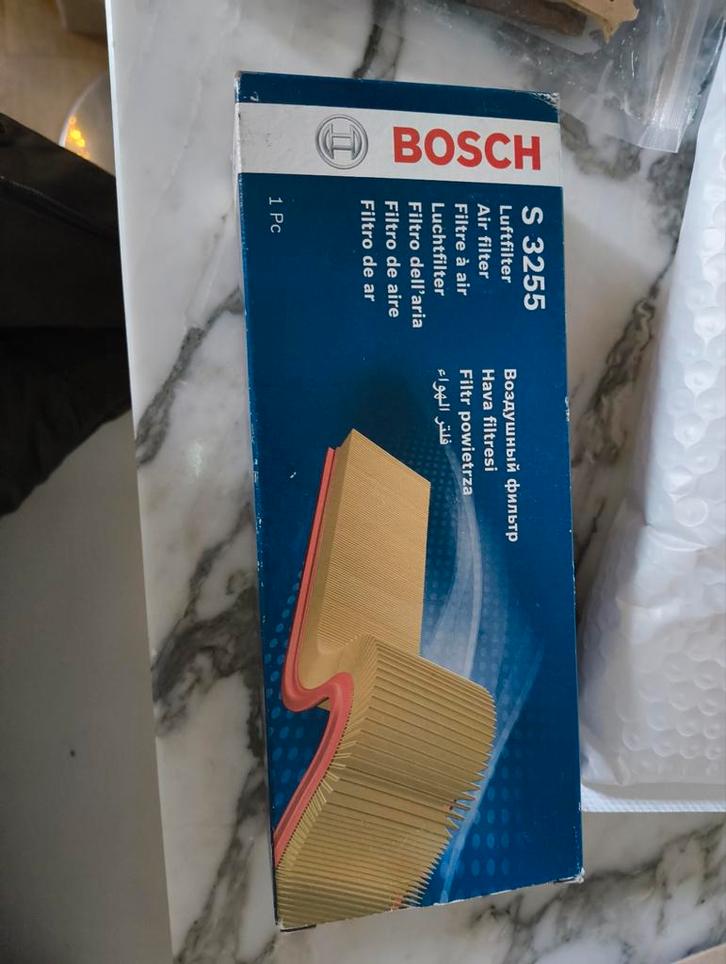 BOSCH
S 3255
Luftfilter
Air filter
Filtre à air
Luchtfilter
Filtro dell'aria
Filtro de aire
Filtro de ar
1 Pc
Воздушный фильтр
Hava filtresi
Filtr powietrza
فلتر الهواء